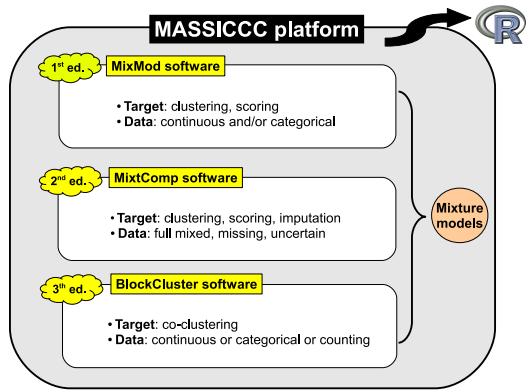 MASSICCC platform
R
1st ed.
MixMod software
• Target: clustering, scoring
• Data: continuous and/or categorical
2nd ed.
MixtComp software
• Target: clustering, scoring, imputation
• Data: full mixed, missing, uncertain
Mixture
models
3th ed.
BlockCluster software
• Target: co-clustering
• Data: continuous or categorical or counting